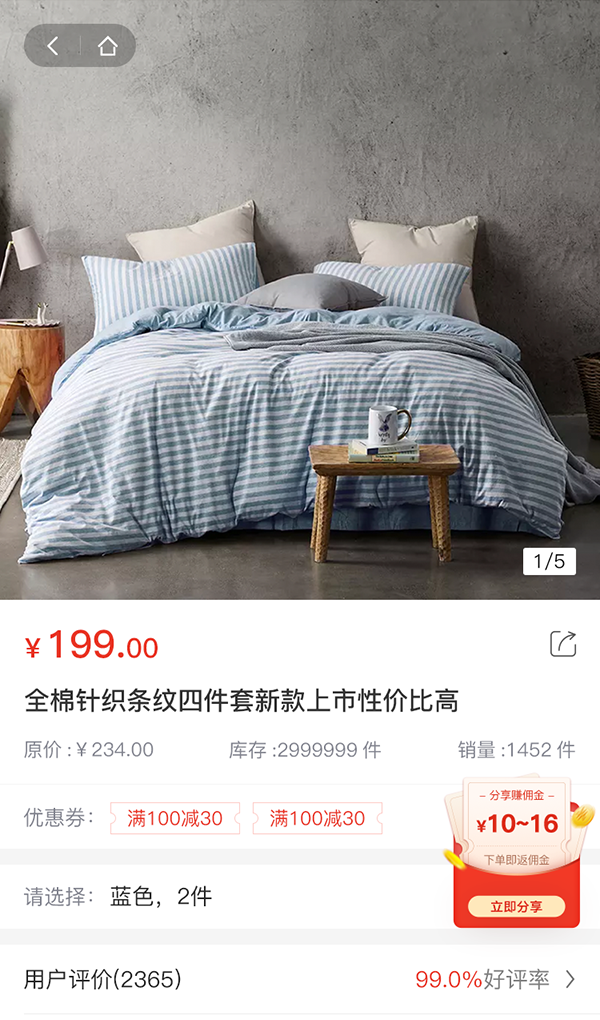 1/5
¥199.00
全棉针织条纹四件套新款上市性价比高
原价：¥234.00 库存：2999999 件 销量：1452 件
优惠券： 满100减30 满100减30
– 分享赚佣金 –
¥10~16
下单即返佣金
立即分享
请选择： 蓝色，2件
用户评价(2365) 99.0%好评率